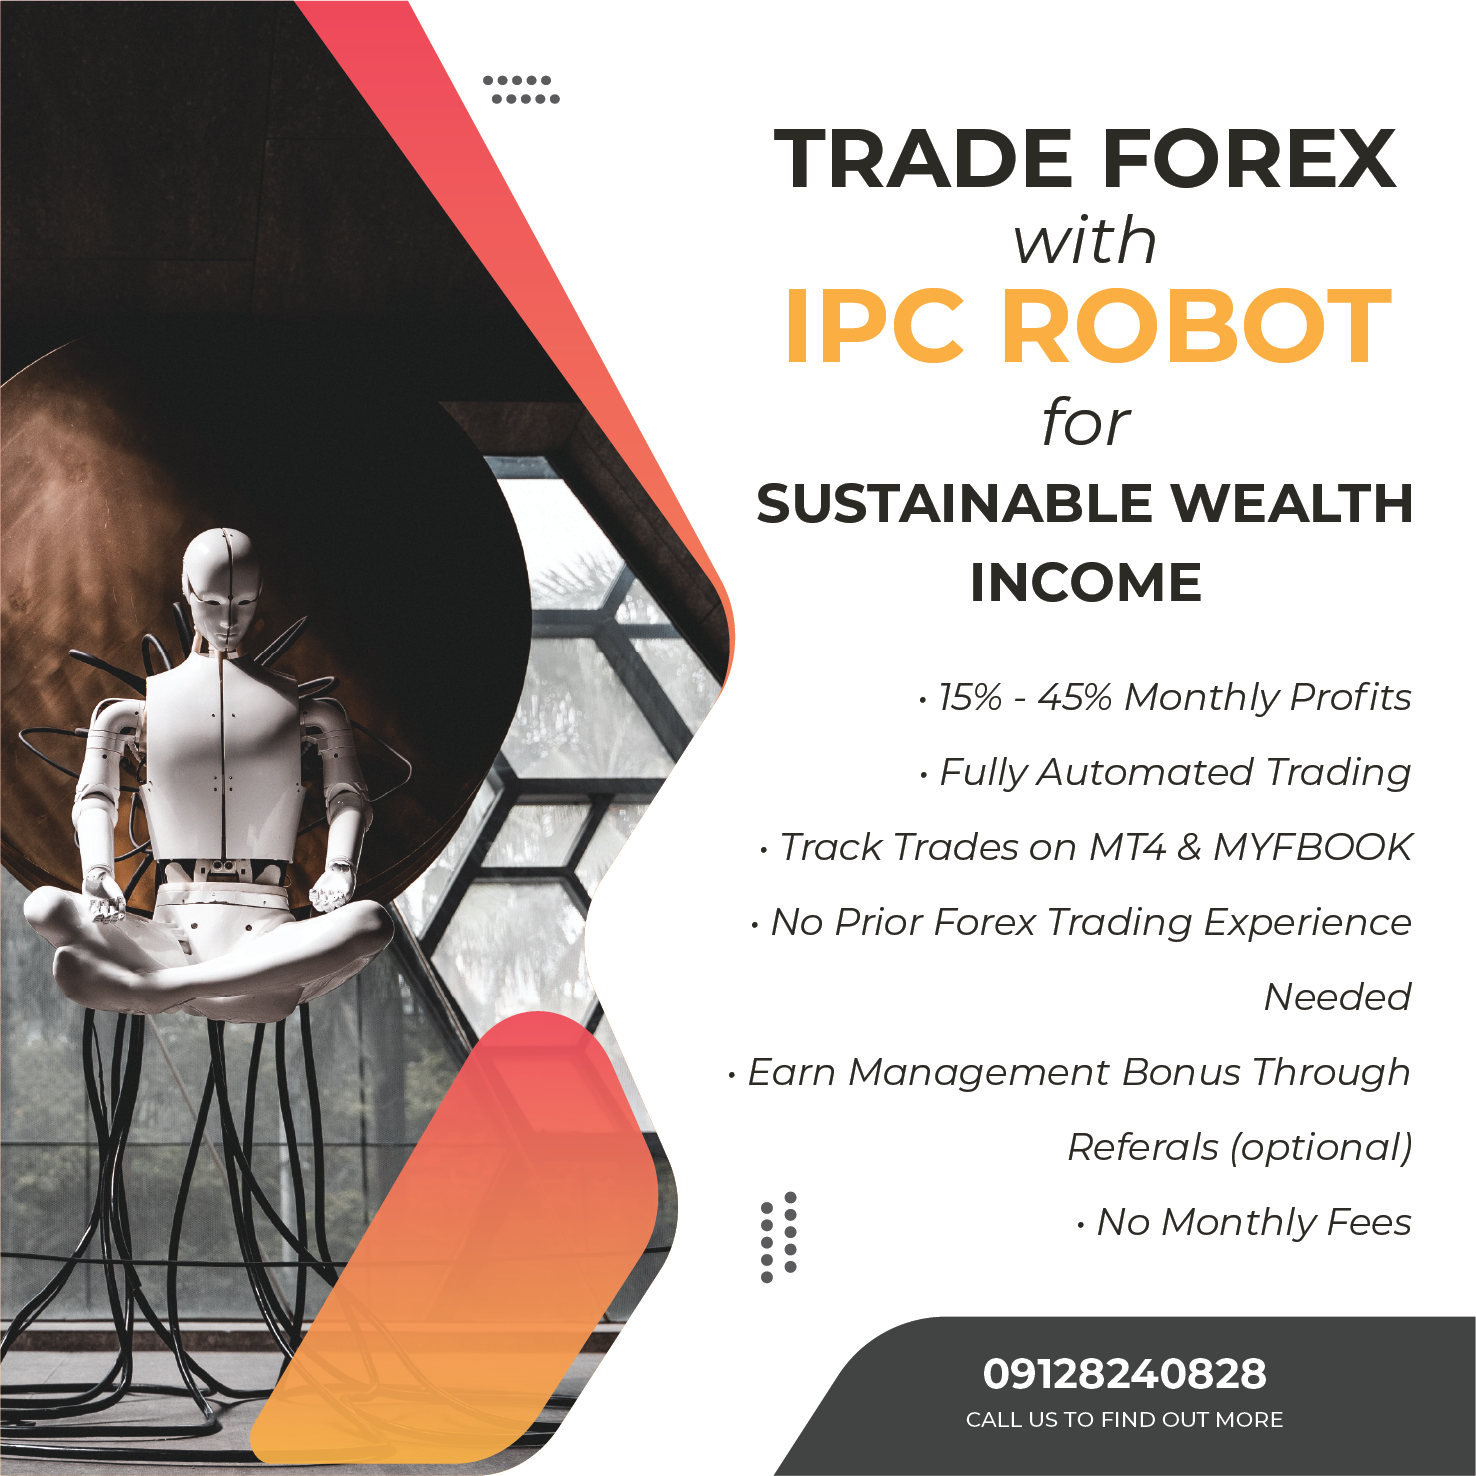 TRADE FOREX
with
IPC ROBOT
for
SUSTAINABLE WEALTH
INCOME
• 15% - 45% Monthly Profits
• Fully Automated Trading
• Track Trades on MT4 & MYFBOOK
• No Prior Forex Trading Experience
Needed
• Earn Management Bonus Through
Referals (optional)
• No Monthly Fees
09128240828
CALL US TO FIND OUT MORE